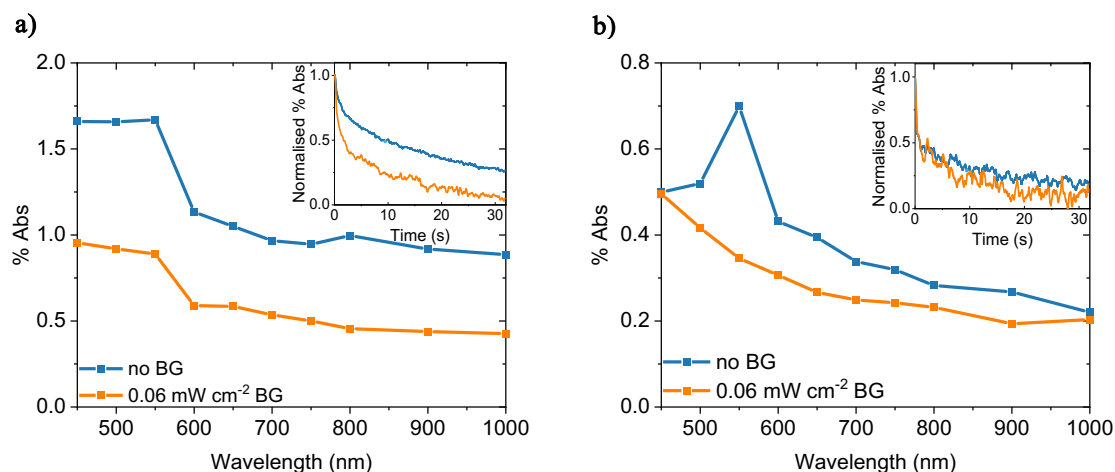 a)
2.0
1.5
1.0
0.5
0.0
% Abs
500 600 700 800 900 1000
Wavelength (nm)
no BG
0.06 mW cm⁻² BG
1.0
0.5
0.0
Normalised % Abs
0 10 20 30
Time (s)
b)
0.8
0.6
0.4
0.2
0.0
% Abs
500 600 700 800 900 1000
Wavelength (nm)
no BG
0.06 mW cm⁻² BG
1.0
0.5
0.0
Normalised % Abs
0 10 20 30
Time (s)